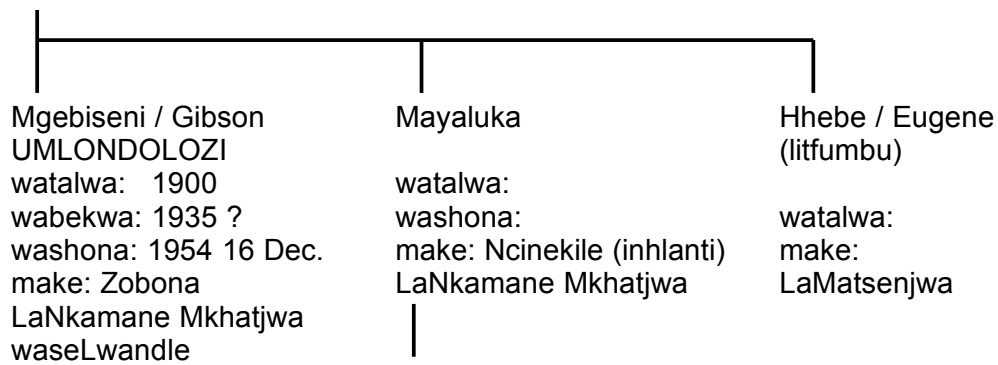 Mgebiseni / Gibson
UMLONDOLOZI
watalwa: 1900
wabekwa: 1935 ?
washona: 1954 16 Dec.
make: Zobona
LaNkamane Mkhatjwa
waseLwandle
Mayaluka
watalwa:
washona:
make: Ncinekile (inhlanti)
LaNkamane Mkhatjwa
Hhebe / Eugene
(litfumbu)
watalwa:
make:
LaMatsenjwa